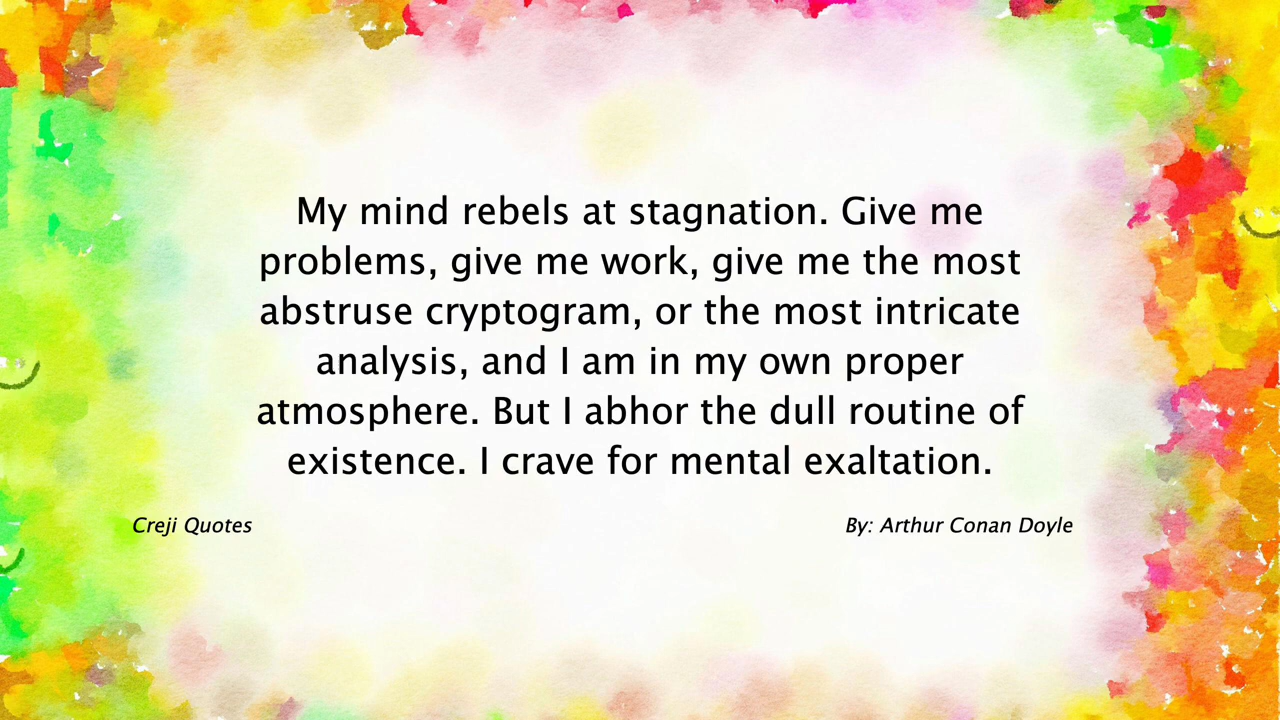 My mind rebels at stagnation. Give me
problems, give me work, give me the most
abstruse cryptogram, or the most intricate
analysis, and I am in my own proper
atmosphere. But I abhor the dull routine of
existence. I crave for mental exaltation.
Creji Quotes
By: Arthur Conan Doyle